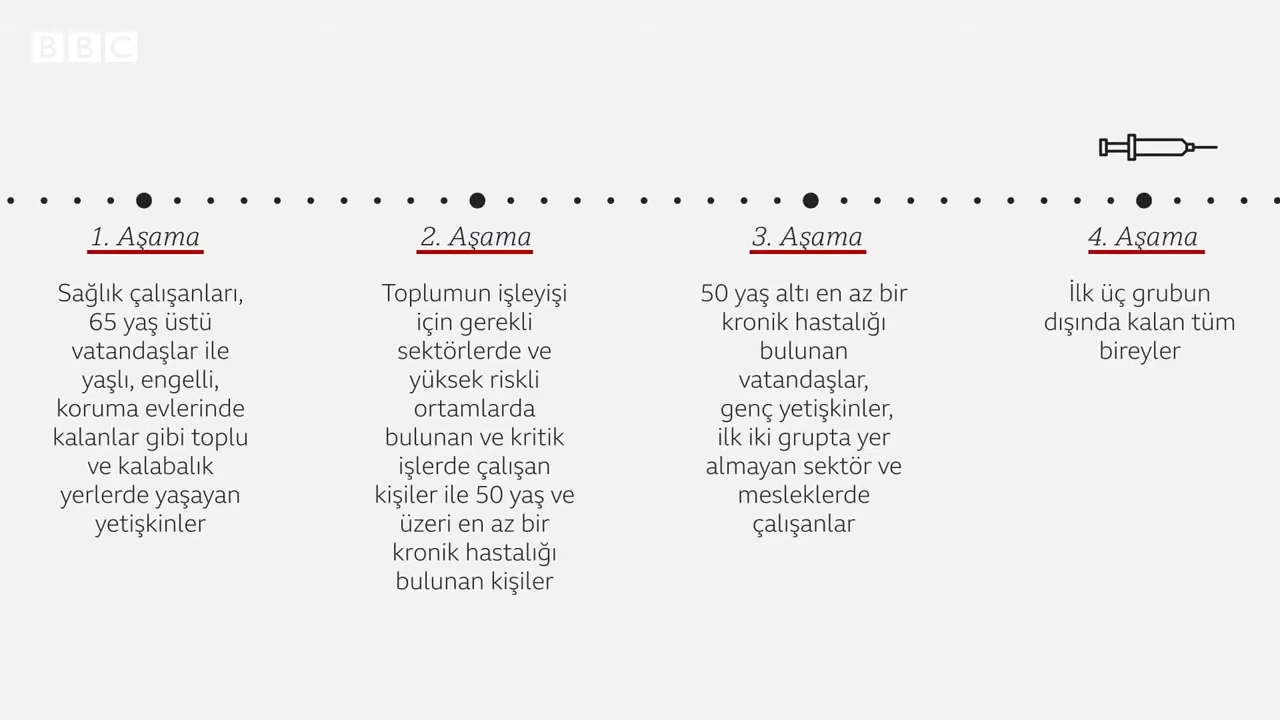 BBC
1. Aşama
Sağlık çalışanları,
65 yaş üstü
vatandaşlar ile
yaşlı, engelli,
koruma evlerinde
kalanlar gibi toplu
ve kalabalık
yerlerde yaşayan
yetişkinler
2. Aşama
Toplumun işleyişi
için gerekli
sektörlerde ve
yüksek riskli
ortamlarda
bulunan ve kritik
işlerde çalışan
kişiler ile 50 yaş ve
üzeri en az bir
kronik hastalığı
bulunan kişiler
3. Aşama
50 yaş altı en az bir
kronik hastalığı
bulunan
vatandaşlar,
genç yetişkinler,
ilk iki grupta yer
almayan sektör ve
mesleklerde
çalışanlar
4. Aşama
İlk üç grubun
dışında kalan tüm
bireyler